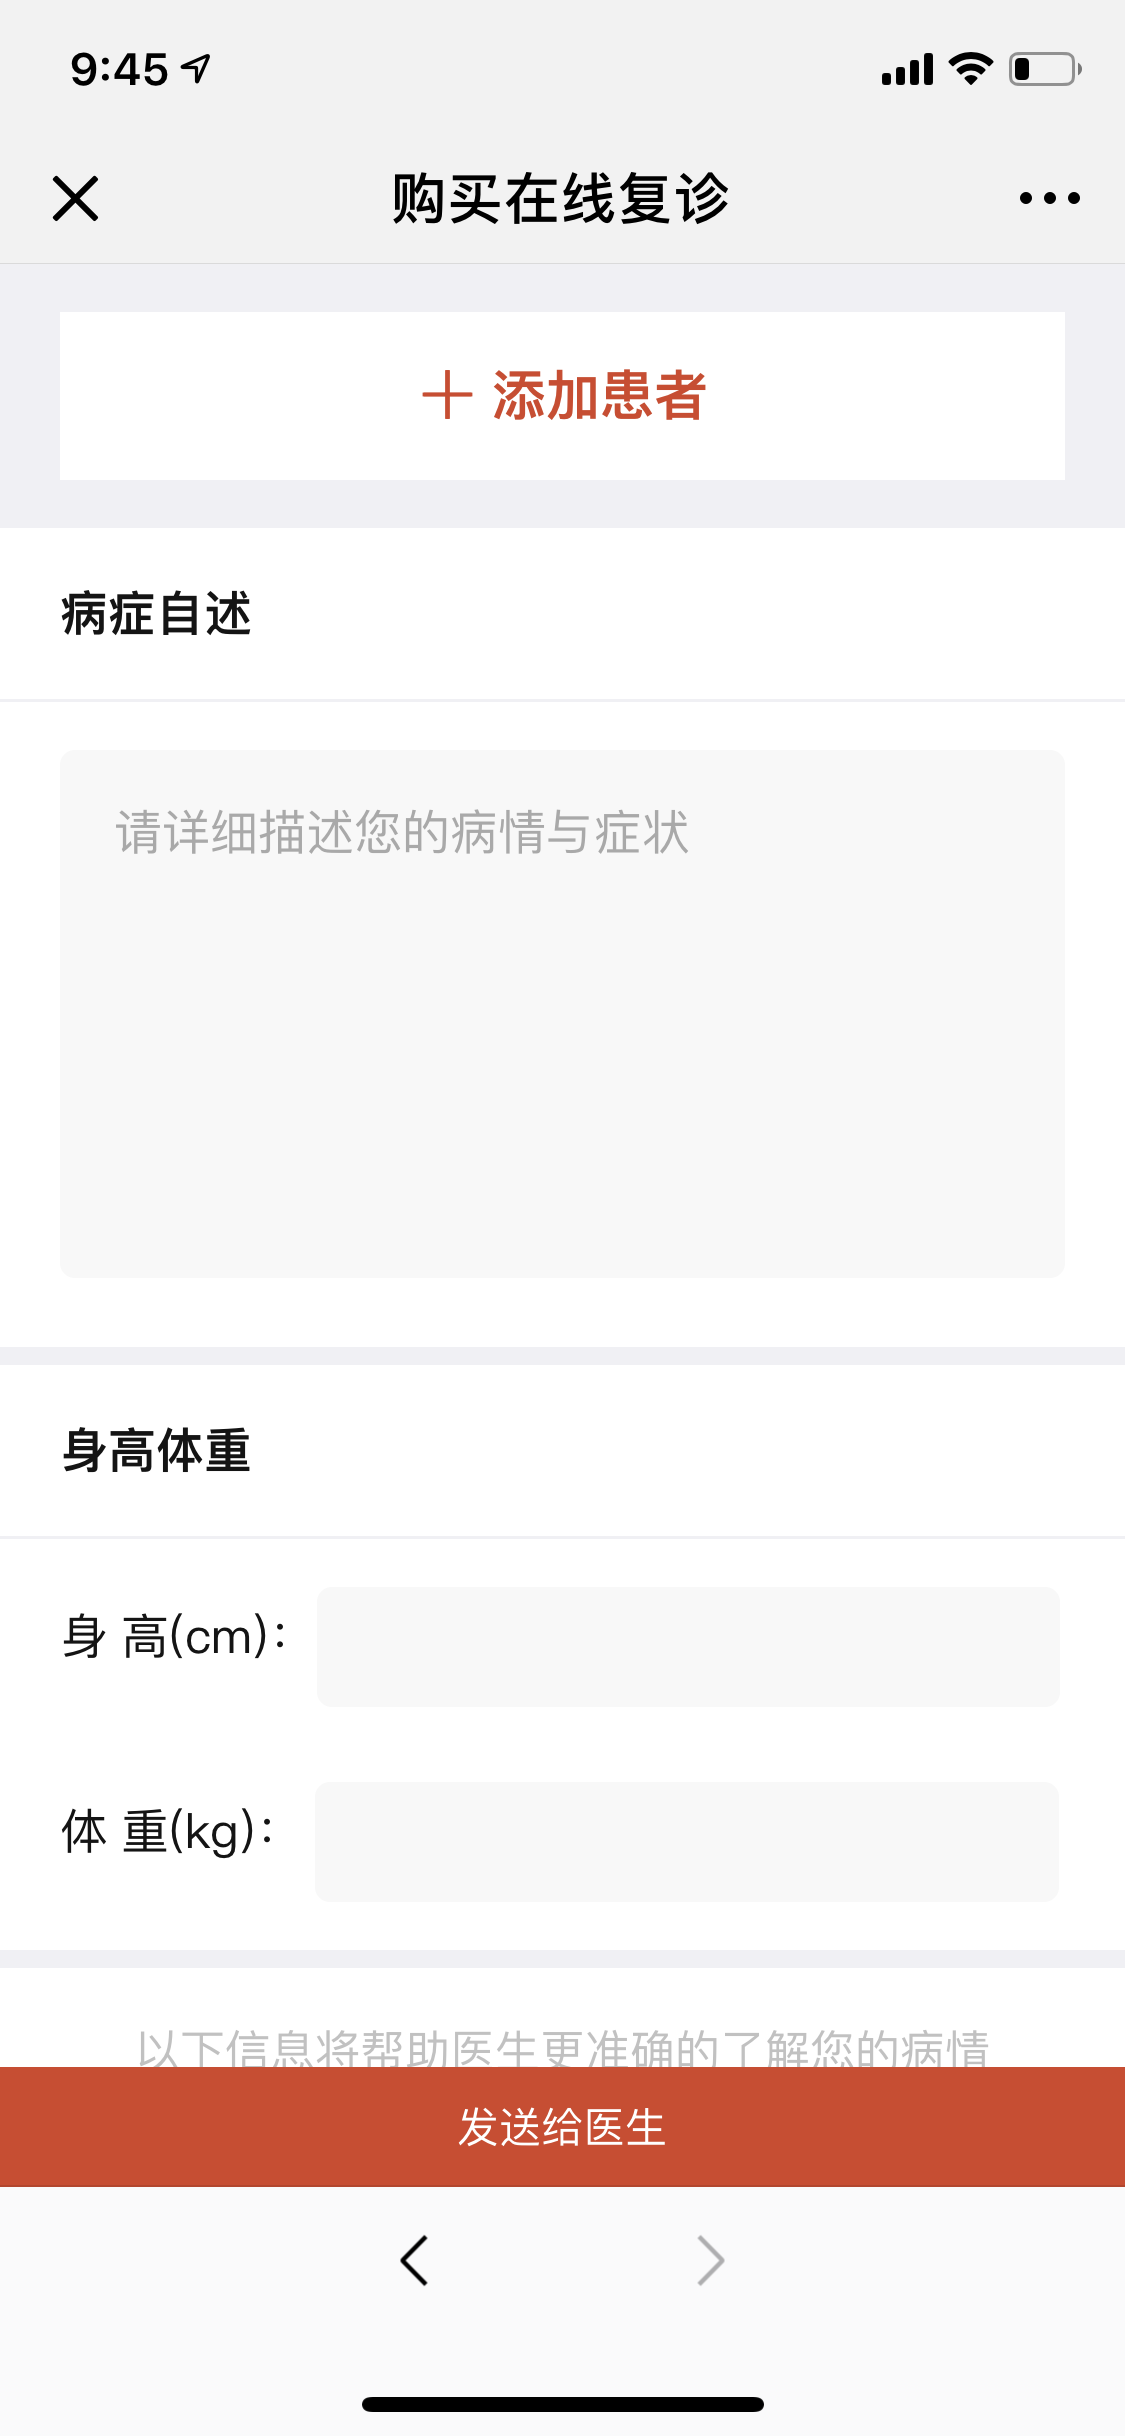 9:45
购买在线复诊
添加患者
病症自述
请详细描述您的病情与症状
身高体重
身 高(cm):
体 重(kg):
以下信息将帮助医生更准确的了解您的病情
发送给医生